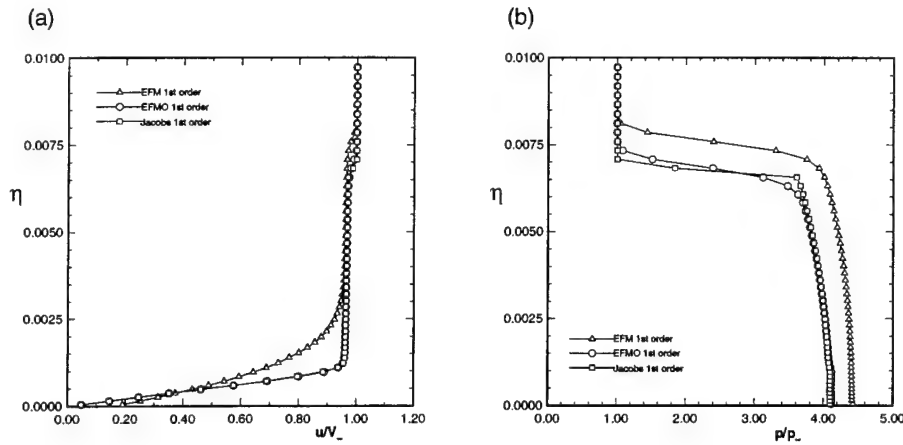 (a)
0.0100
0.0075
0.0050
0.0025
0.0000
η
EFM 1st order
EFMO 1st order
Jacobs 1st order
0.00 0.20 0.40 0.60 0.80 1.00 1.20
u/V∞
(b)
0.0100
0.0075
0.0050
0.0025
0.0000
η
EFM 1st order
EFMO 1st order
Jacobs 1st order
0.00 1.00 2.00 3.00 4.00 5.00
p/p∞